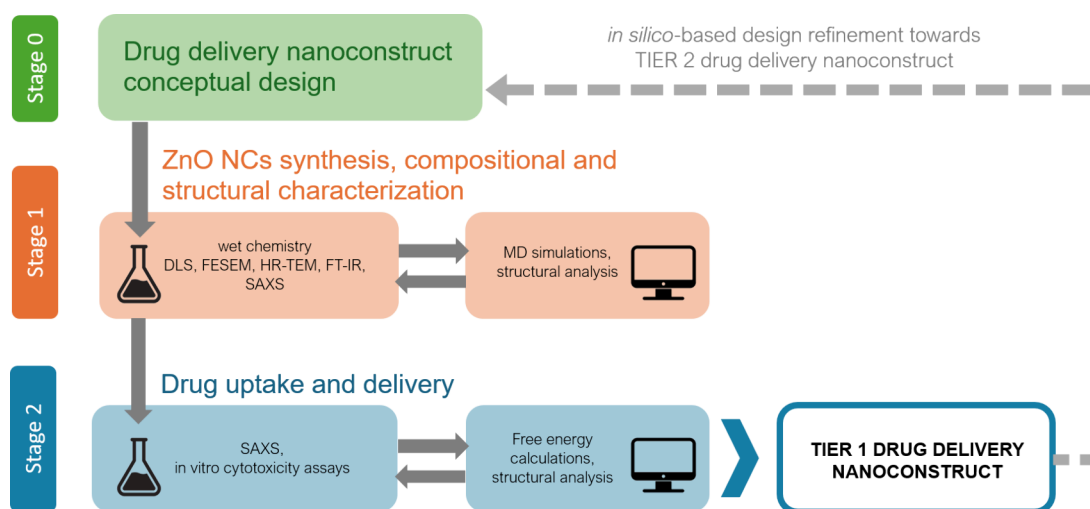 Stage 0
Drug delivery nanoconstruct
conceptual design
in silico-based design refinement towards
TIER 2 drug delivery nanoconstruct
Stage 1
ZnO NCs synthesis, compositional and
structural characterization
wet chemistry
DLS, FESEM, HR-TEM, FT-IR,
SAXS
MD simulations,
structural analysis
Stage 2
Drug uptake and delivery
SAXS,
in vitro cytotoxicity assays
Free energy
calculations,
structural analysis
TIER 1 DRUG DELIVERY
NANOCONSTRUCT